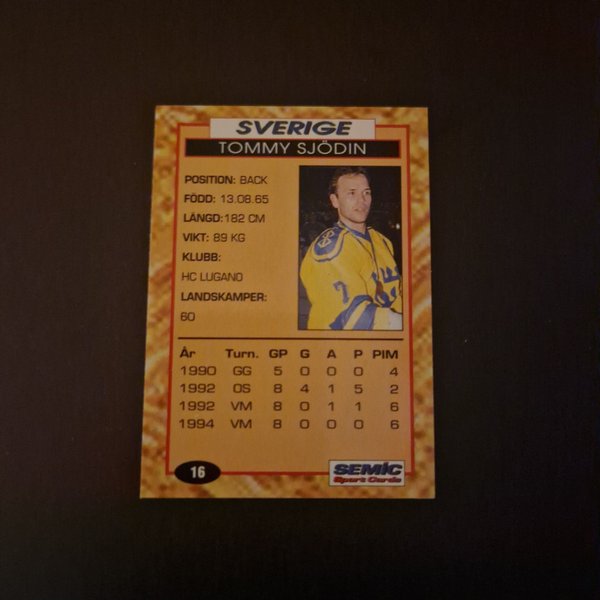 SVERIGE
TOMMY SJÖDIN
POSITION: BACK
FÖDD: 13.08.65
LÄNGD:182 CM
VIKT: 89 KG
KLUBB:
HC LUGANO
LANDSKAMPER:
60
7
År Turn. GP G A P PIM
1990 GG 5 0 0 0 4
1992 OS 8 4 1 5 2
1992 VM 8 0 1 1 6
1994 VM 8 0 0 0 6
16
SEMIC
Sport Cards